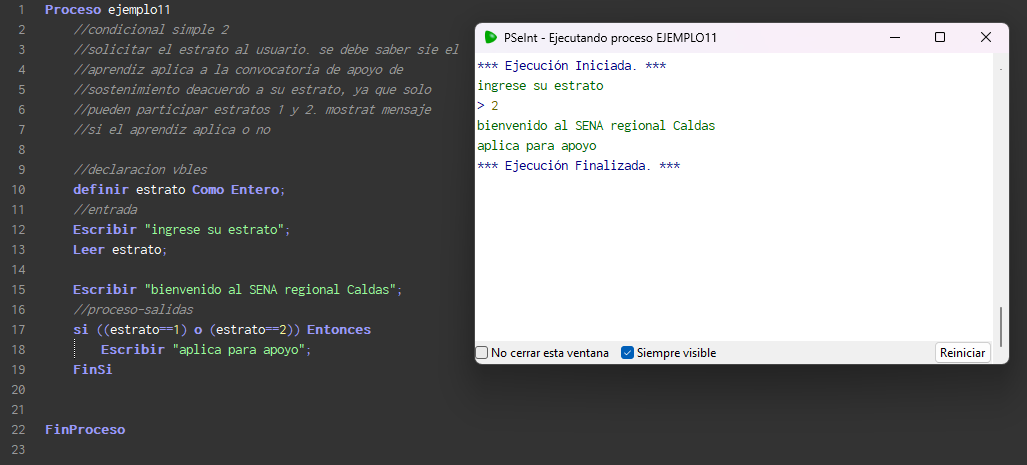 1 Proceso ejemplo11
2 //condicional simple 2
3 //solicitar el estrato al usuario. se debe saber sie el
4 //aprendiz aplica a la convocatoria de apoyo de
5 //sostenimiento deacuerdo a su estrato, ya que solo
6 //pueden participar estratos 1 y 2. mostrat mensaje
7 //si el aprendiz aplica o no
8
9 //declaracion vbles
10 definir estrato Como Entero;
11 //entrada
12 Escribir "ingrese su estrato";
13 Leer estrato;
14
15 Escribir "bienvenido al SENA regional Caldas";
16 //proceso-salidas
17 si ((estrato==1) o (estrato==2)) Entonces
18 Escribir "aplica para apoyo";
19 FinSi
20
21
22 FinProceso
23
PSeInt - Ejecutando proceso EJEMPLO11
*** Ejecución Iniciada. ***
ingrese su estrato
> 2
bienvenido al SENA regional Caldas
aplica para apoyo
*** Ejecución Finalizada. ***
No cerrar esta ventana Siempre visible Reiniciar